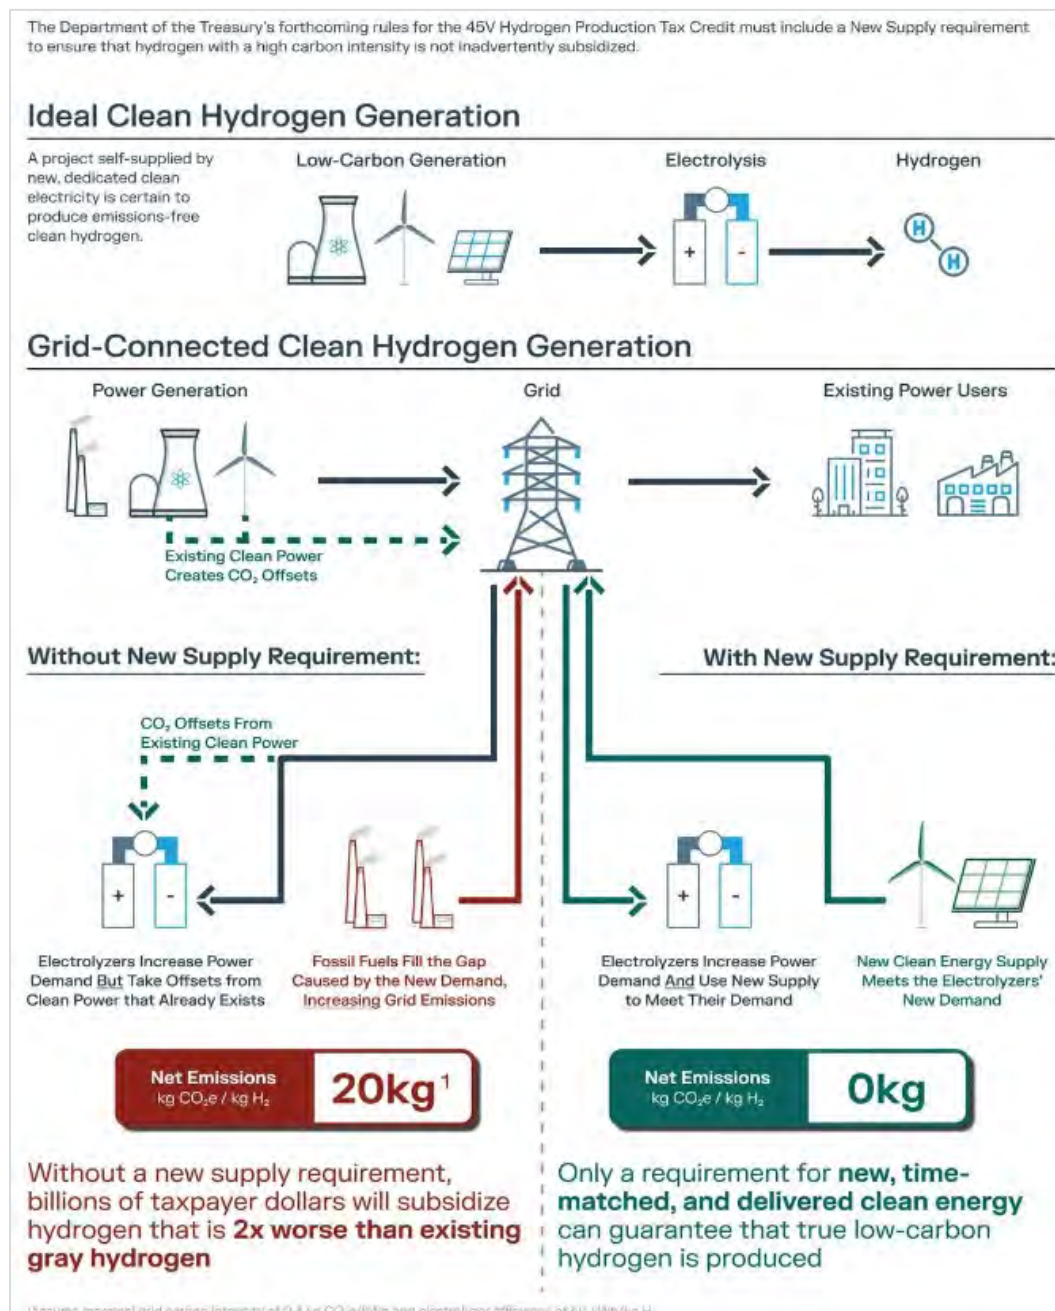 The Department of the Treasury's forthcoming rules for the 45V Hydrogen Production Tax Credit must include a New Supply requirement
to ensure that hydrogen with a high carbon intensity is not inadvertently subsidized.
Ideal Clean Hydrogen Generation
A project self-supplied by
new, dedicated clean
electricity is certain to
produce emissions-free
clean hydrogen.
Low-Carbon Generation
Electrolysis
Hydrogen
+
-
H
H
Grid-Connected Clean Hydrogen Generation
Power Generation
Grid
Existing Power Users
Existing Clean Power
Creates CO₂ Offsets
Without New Supply Requirement:
With New Supply Requirement:
CO₂ Offsets From
Existing Clean Power
+
-
+
-
Electrolyzers Increase Power
Demand But Take Offsets from
Clean Power that Already Exists
Fossil Fuels Fill the Gap
Caused by the New Demand,
Increasing Grid Emissions
Electrolyzers Increase Power
Demand And Use New Supply
to Meet Their Demand
New Clean Energy Supply
Meets the Electrolyzers'
New Demand
Net Emissions
kg CO₂e / kg H₂
20kg¹
Net Emissions
kg CO₂e / kg H₂
0kg
Without a new supply requirement,
billions of taxpayer dollars will subsidize
hydrogen that is 2x worse than existing
gray hydrogen
Only a requirement for new, time-
matched, and delivered clean energy
can guarantee that true low-carbon
hydrogen is produced